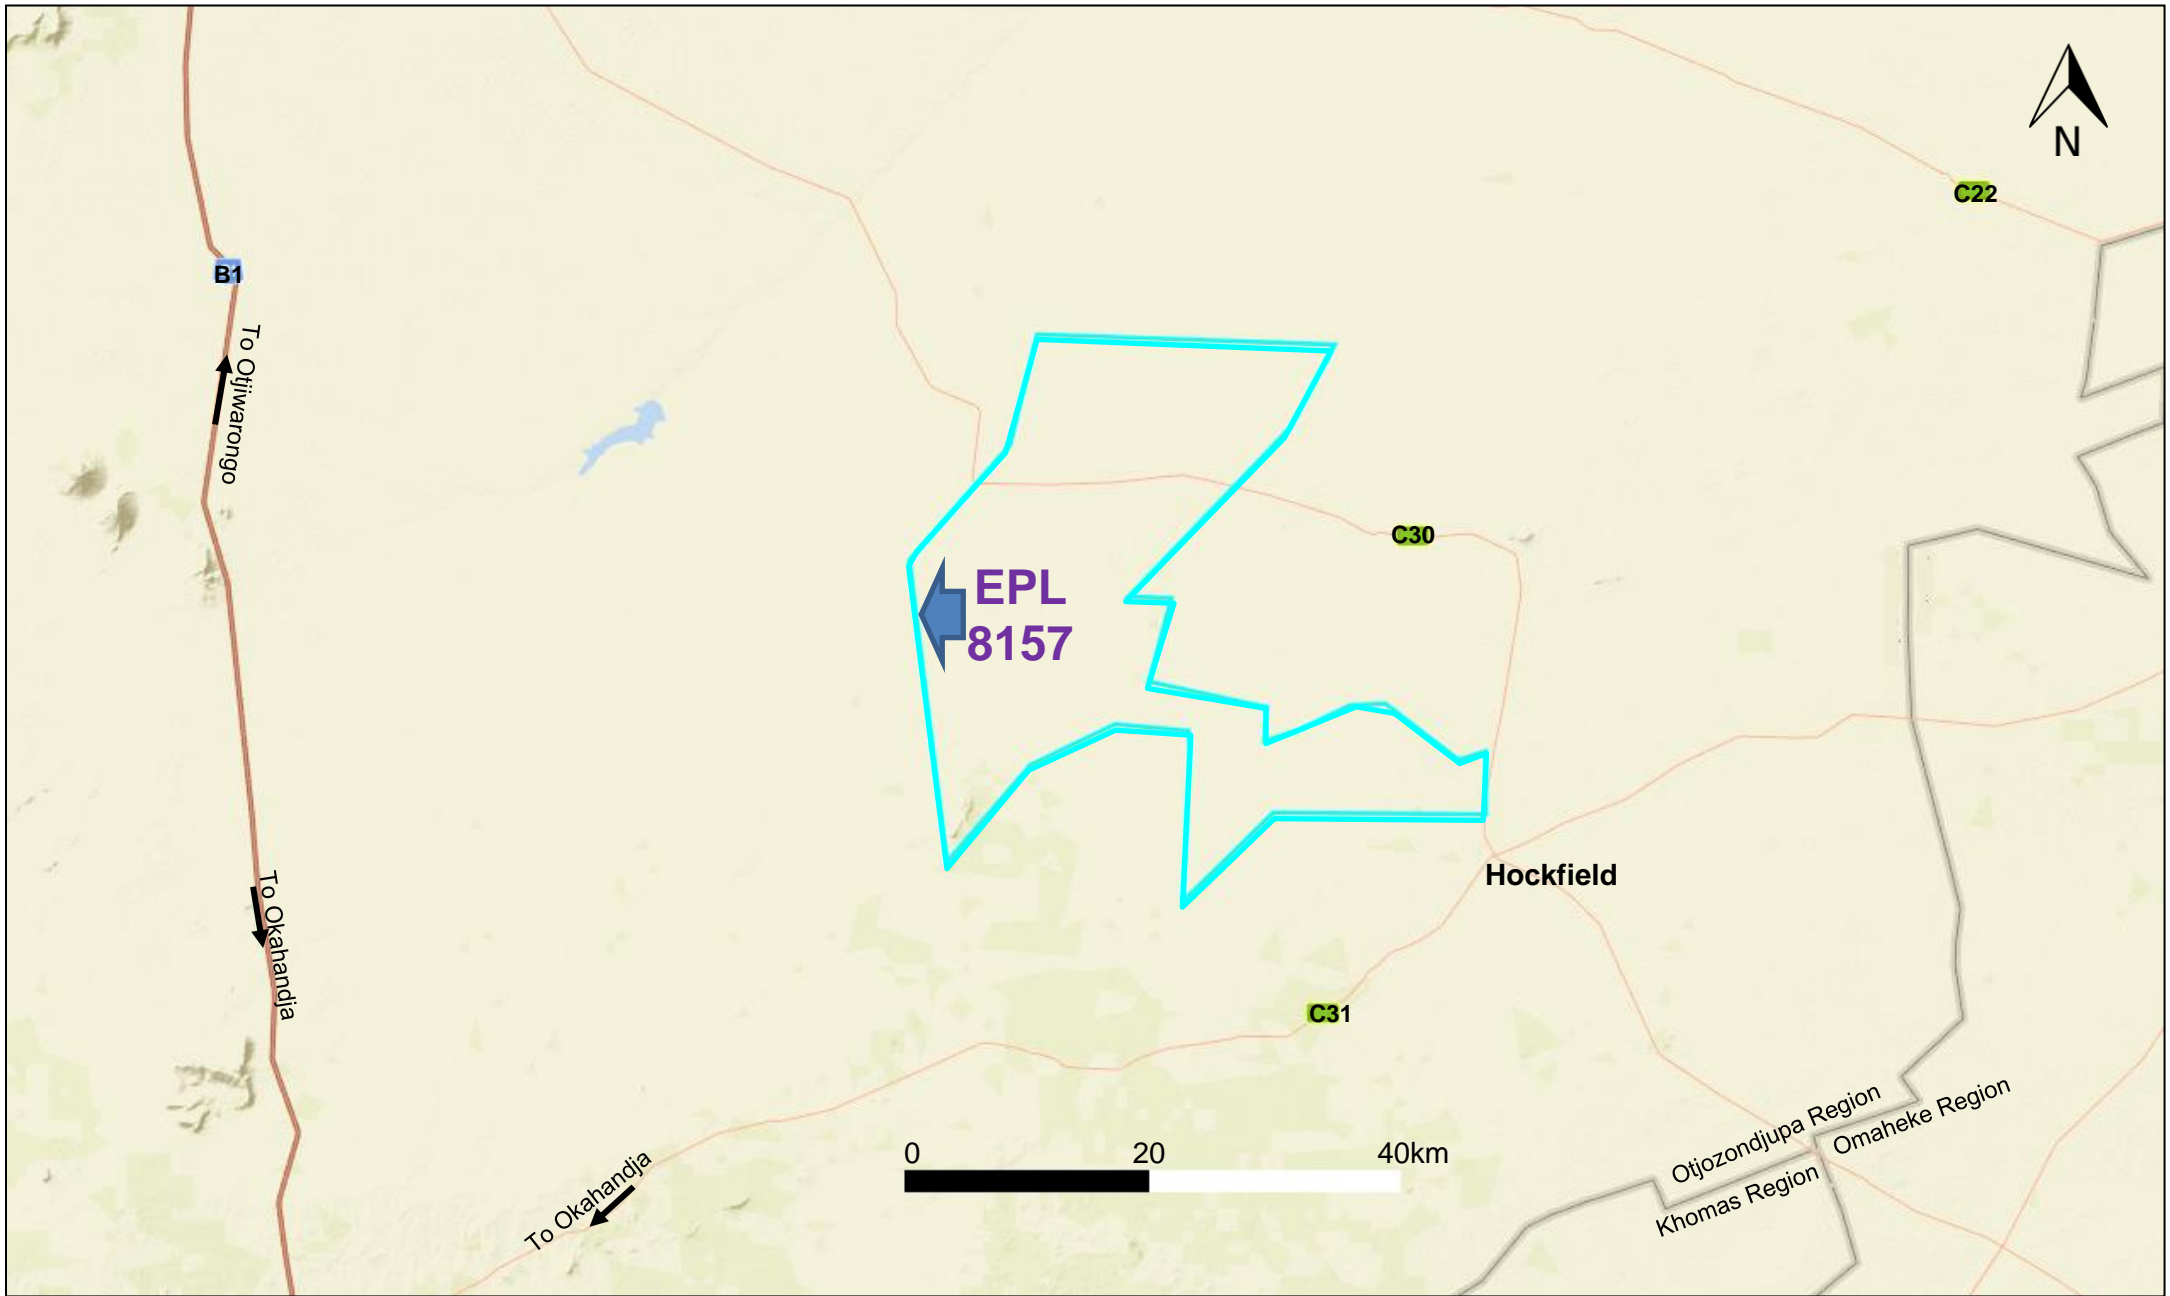 N
C22
B1
To Otjiwarongo
C30
EPL
8157
To Okahandja
Hockfield
C31
Otjozondjupa Region
Omaheke Region
Khomas Region
0 20 40km
To Okahandja